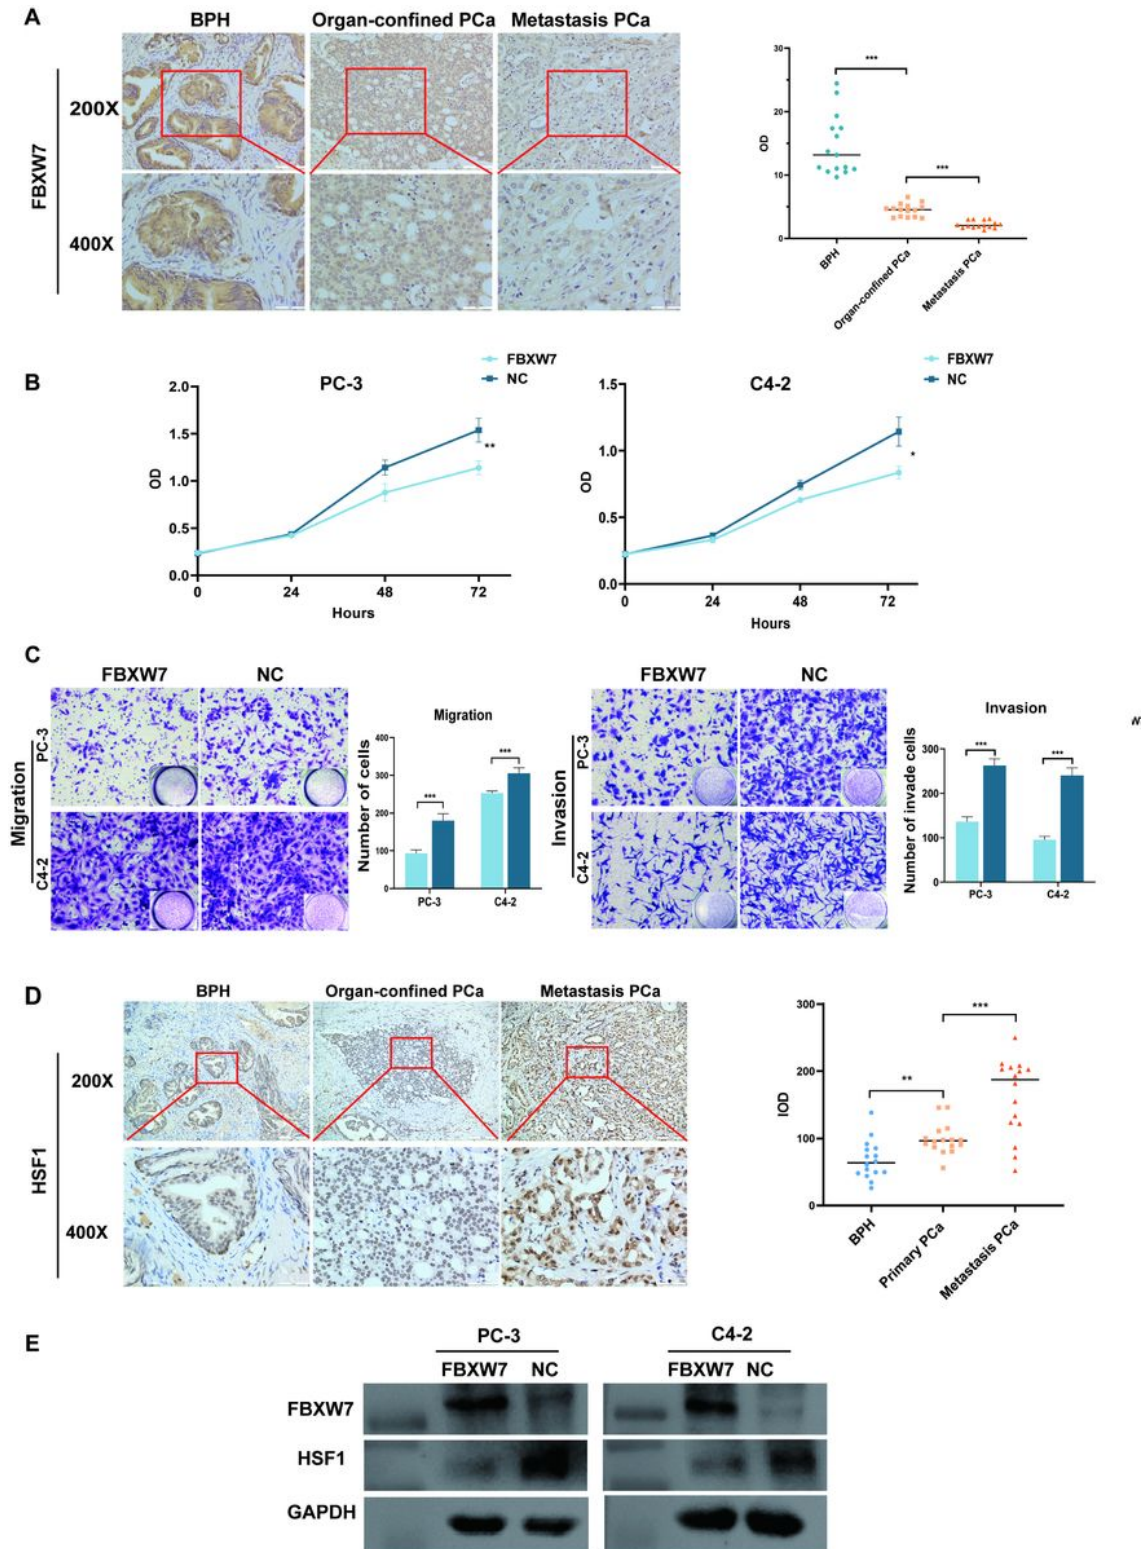 A
BPH Organ-confined PCa Metastasis PCa
FBXW7
200X
400X
OD
30
20
10
0
***
***
BPH
Organ-confined PCa
Metastasis PCa
B
PC-3
FBXW7
NC
OD
2.0
1.5
1.0
0.5
0.0
**
0 24 48 72
Hours
C4-2
FBXW7
NC
OD
1.5
1.0
0.5
0.0
*
0 24 48 72
Hours
C
FBXW7 NC
Migration
PC-3
C4-2
Migration
Number of cells
400
300
200
100
0
***
***
PC-3 C4-2
FBXW7 NC
Invasion
PC-3
C4-2
Invasion
Number of invade cells
300
200
100
0
***
***
PC-3 C4-2
D
BPH Organ-confined PCa Metastasis PCa
HSF1
200X
400X
IOD
300
200
100
0
**
***
BPH
Primary PCa
Metastasis PCa
E
PC-3 C4-2
FBXW7 NC FBXW7 NC
FBXW7
HSF1
GAPDH